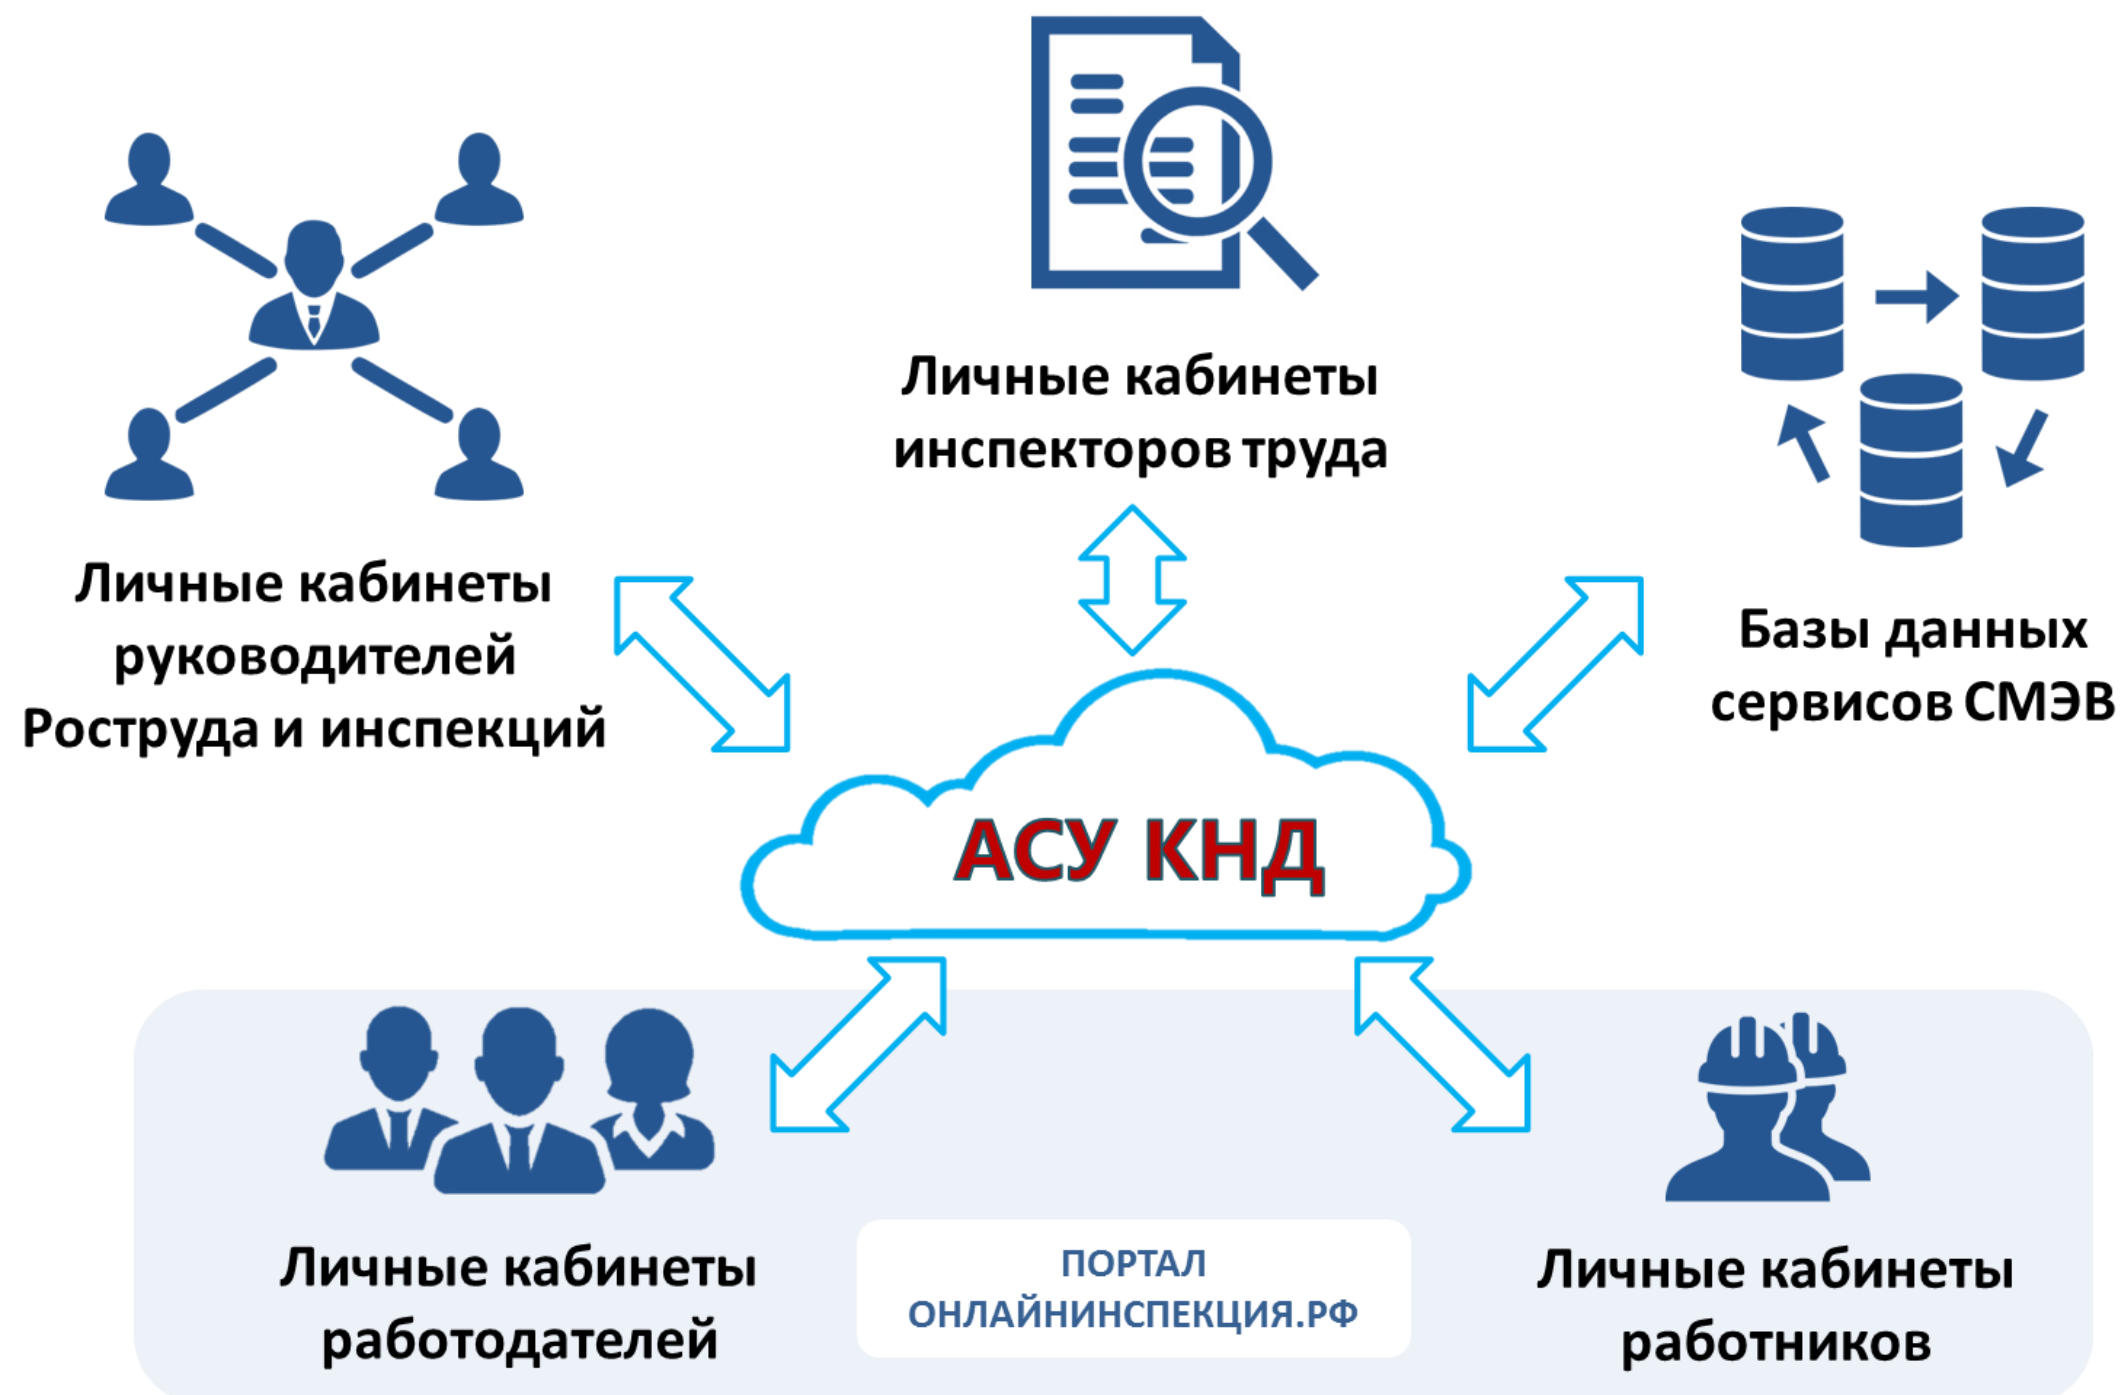 Личные кабинеты
инспекторов труда
Личные кабинеты
руководителей
Роструда и инспекций
Базы данных
сервисов СМЭВ
АСУ КНД
Личные кабинеты
работодателей
ПОРТАЛ
ОНЛАЙНИНСПЕКЦИЯ.РФ
Личные кабинеты
работников